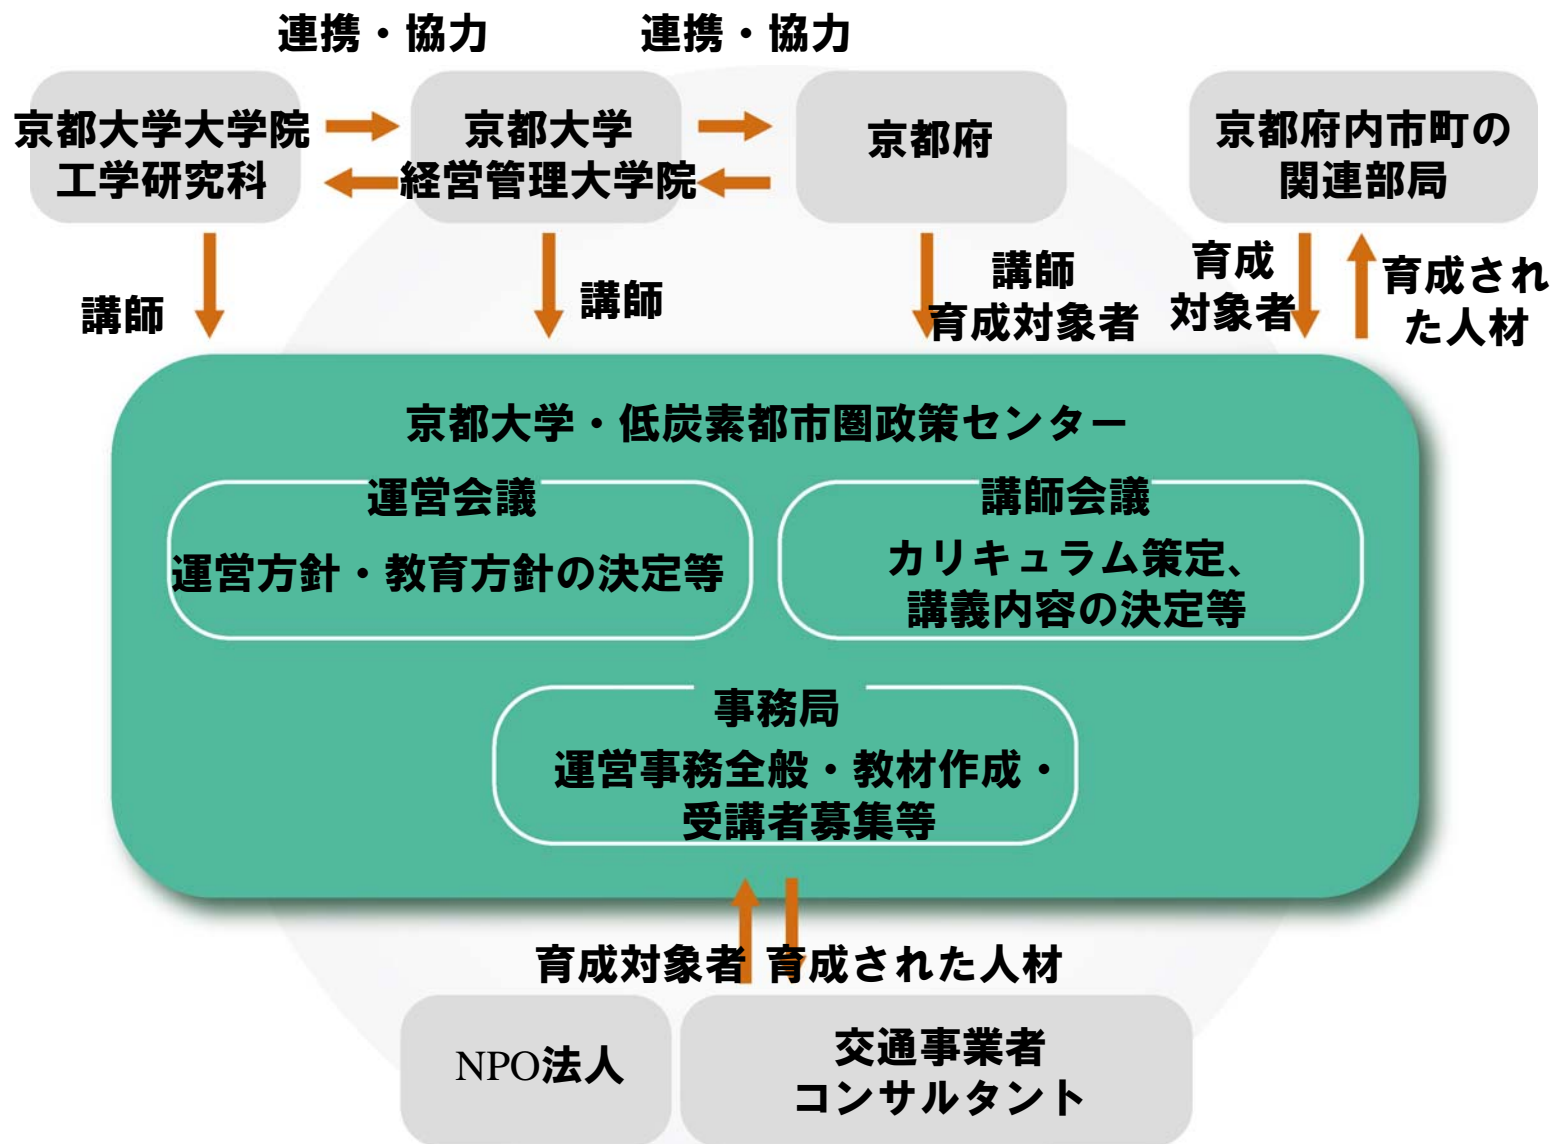 連携・協力
連携・協力
京都大学大学院
工学研究科
京都大学
経営管理大学院
京都府
京都府内市町の
関連部局
講師
講師
講師
育成対象者
育成
対象者
育成され
た人材
京都大学・低炭素都市圏政策センター
運営会議
運営方針・教育方針の決定等
講師会議
カリキュラム策定、
講義内容の決定等
事務局
運営事務全般・教材作成・
受講者募集等
育成対象者
育成された人材
NPO法人
交通事業者
コンサルタント